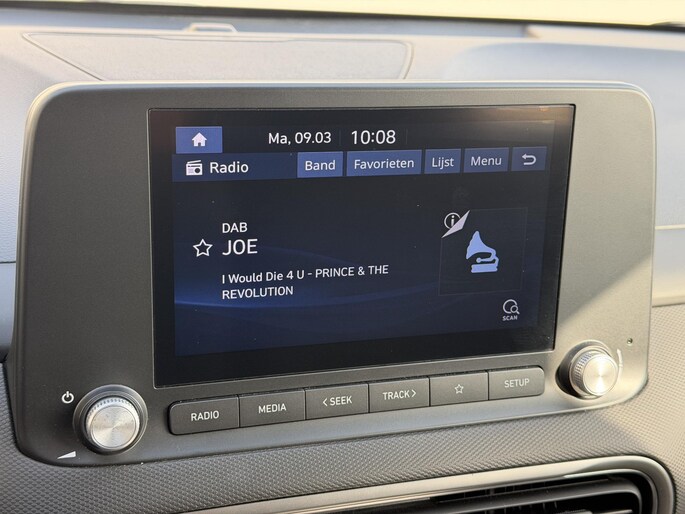 Ma, 09.03 10:08
Radio Band Favorieten Lijst Menu
DAB
JOE
I Would Die 4 U - PRINCE & THE
REVOLUTION
SCAN
RADIO MEDIA < SEEK TRACK > SETUP